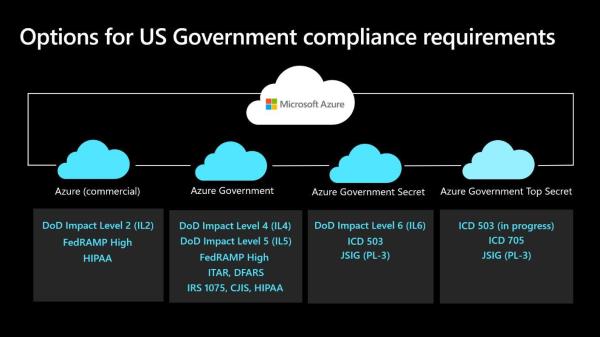 Options for US Government compliance requirements
Microsoft Azure
Azure (commercial)
Azure Government
Azure Government Secret
Azure Government Top Secret
DoD Impact Level 2 (IL2)
FedRAMP High
HIPAA
DoD Impact Level 4 (IL4)
DoD Impact Level 5 (IL5)
FedRAMP High
ITAR, DFARS
IRS 1075, CJIS, HIPAA
DoD Impact Level 6 (IL6)
ICD 503
JSIG (PL-3)
ICD 503 (in progress)
ICD 705
JSIG (PL-3)